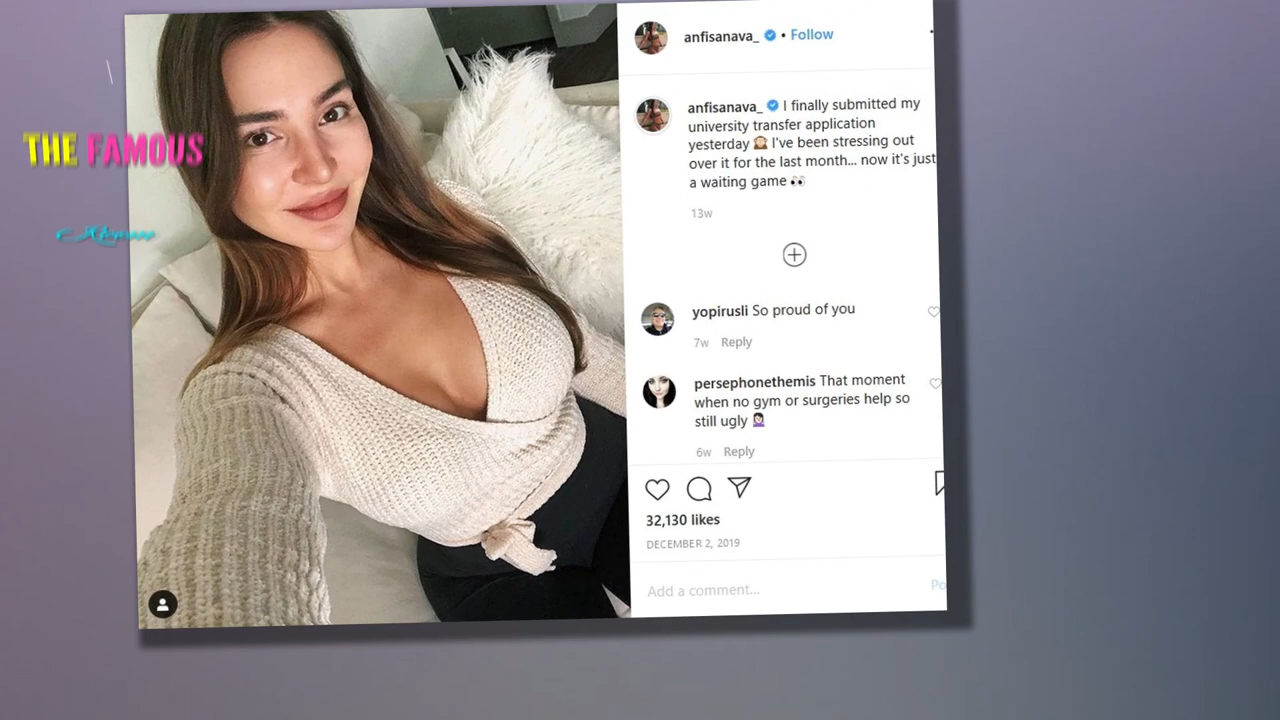 THE FAMOUS
anfisanava_ • Follow
anfisanava_ I finally submitted my
university transfer application
yesterday 🙊 I've been stressing out
over it for the last month... now it's just
a waiting game 👀
13w
yopirusli So proud of you
7w Reply
persephonethemis That moment
when no gym or surgeries help so
still ugly 🤷🏻‍♀️
6w Reply
32,130 likes
DECEMBER 2, 2019
Add a comment...
Po